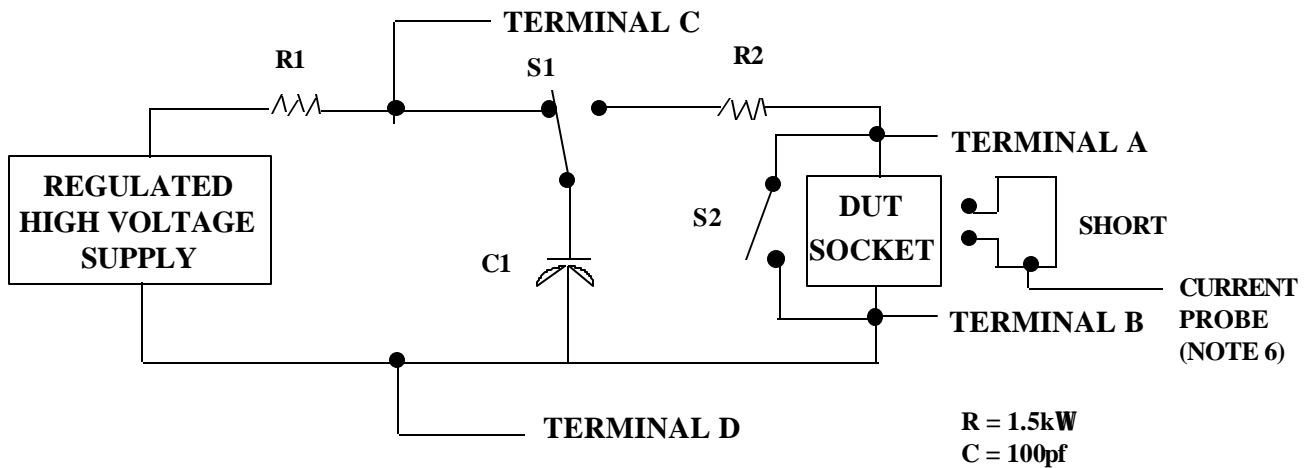 TERMINAL C
R1
S1
R2
TERMINAL A
REGULATED
HIGH VOLTAGE
SUPPLY
S2
DUT
SOCKET
SHORT
C1
CURRENT
PROBE
(NOTE 6)
TERMINAL B
TERMINAL D
R = 1.5kW
C = 100pf